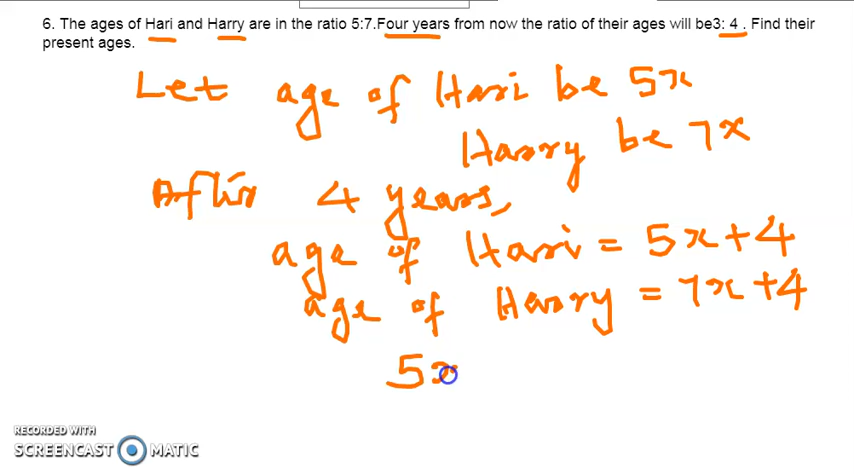 6. The ages of Hari and Harry are in the ratio 5:7.Four years from now the ratio of their ages will be3: 4 . Find their
present ages.
Let age of Hari be 5x
Harry be 7x
After 4 years,
age of Hari = 5x+4
age of Harry = 7x+4
5x
RECORDED WITH
SCREENCAST MATIC